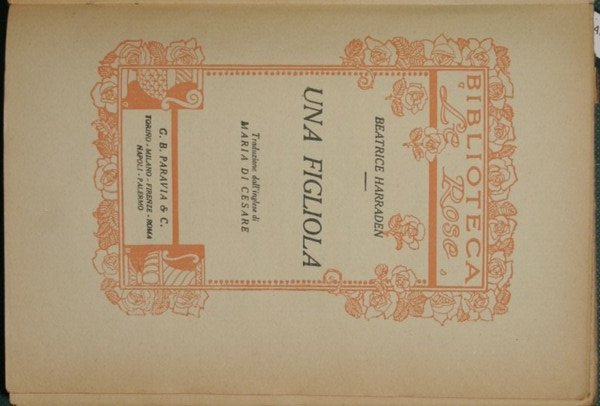 BIBLIOTECA
"Le Rose"
BEATRICE HARRADEN
UNA FIGLIOLA
Traduzione dall'inglese di
MARIA DI CESARE
G. B. PARAVIA & C.
TORINO - MILANO - FIRENZE - ROMA
NAPOLI - PALERMO